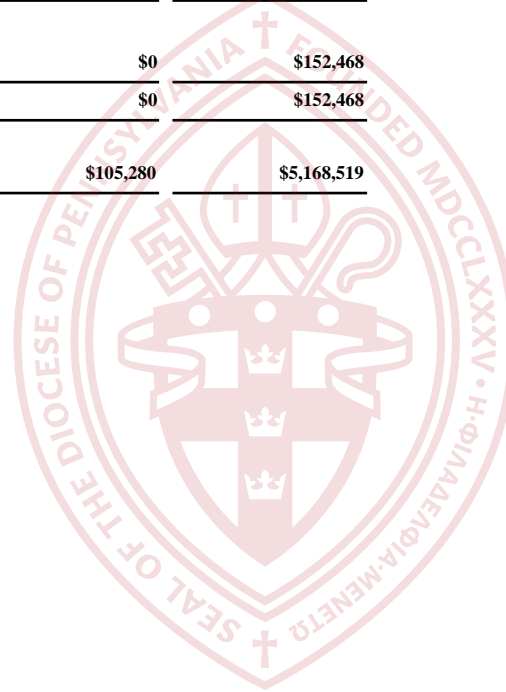 $0 $152,468
$0 $152,468
$105,280 $5,168,519
SEAL OF THE DIOCESE OF PENNSYLVANIA † FOUNDED MDCCLXXXV • Η·ΦΙΛΑΔΕΛΦΙΑ·ΜΕΝΕΤΩ †